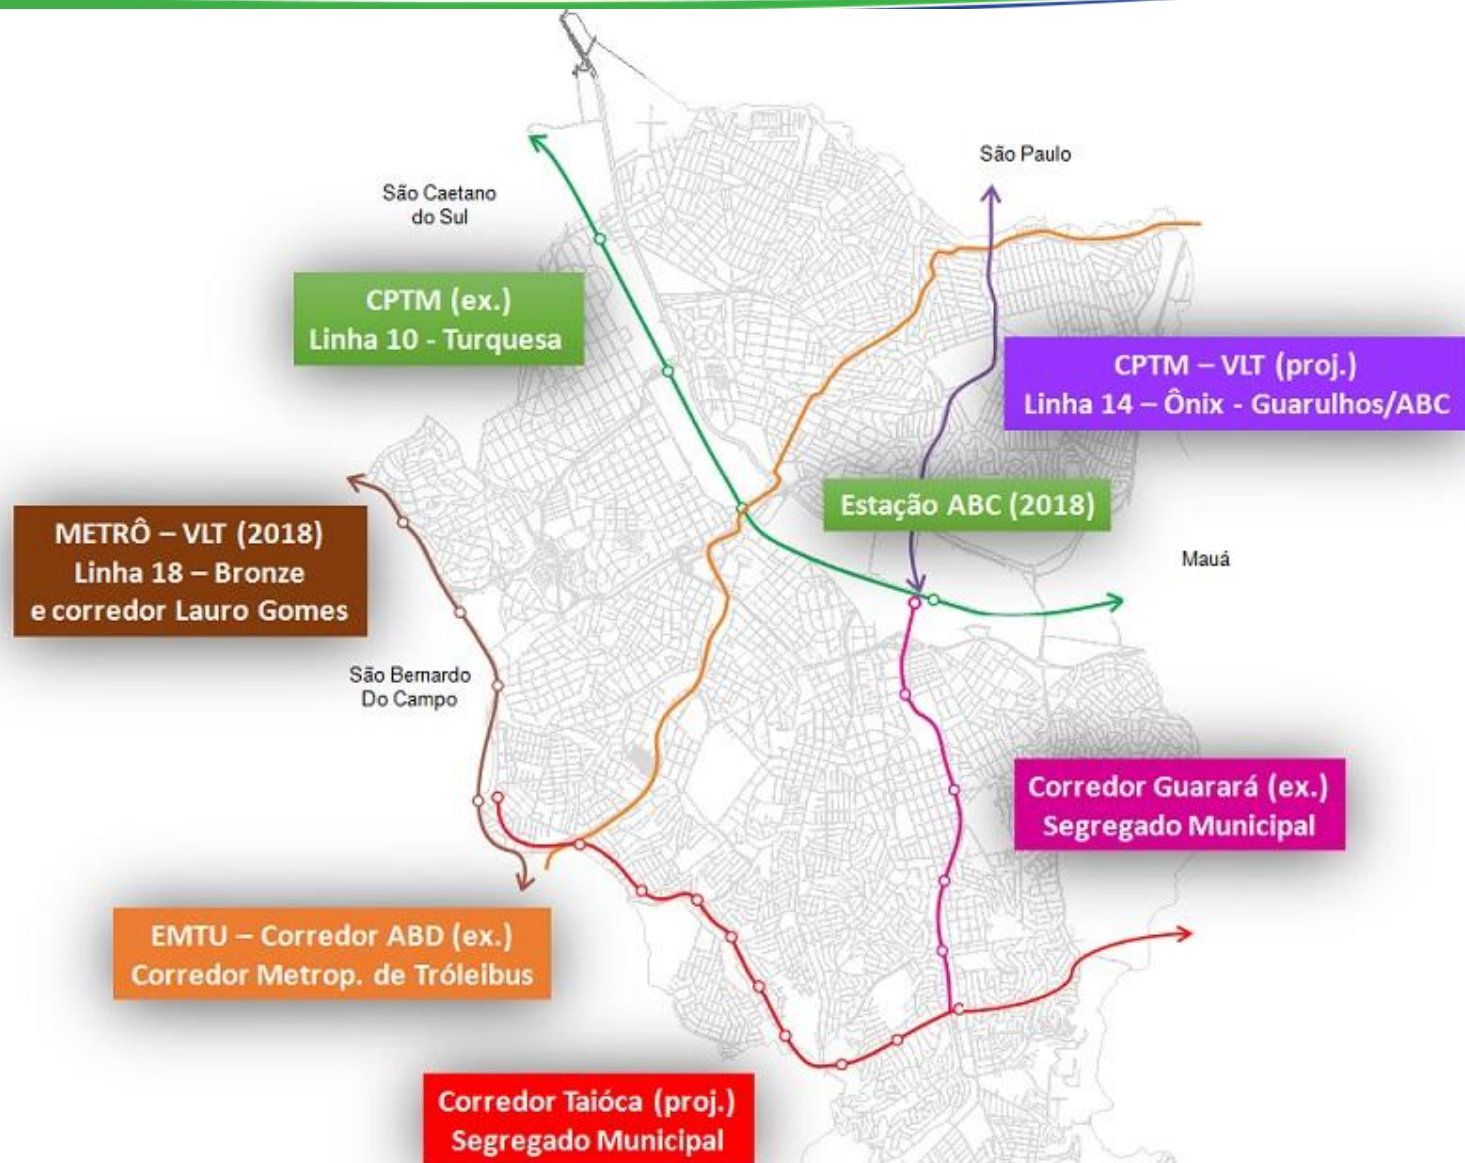 São Paulo
São Caetano
do Sul
CPTM (ex.)
Linha 10 - Turquesa
CPTM – VLT (proj.)
Linha 14 – Ônix - Guarulhos/ABC
Estação ABC (2018)
METRÔ – VLT (2018)
Linha 18 – Bronze
e corredor Lauro Gomes
Mauá
São Bernardo
Do Campo
Corredor Guarará (ex.)
Segregado Municipal
EMTU – Corredor ABD (ex.)
Corredor Metrop. de Tróleibus
Corredor Taióca (proj.)
Segregado Municipal